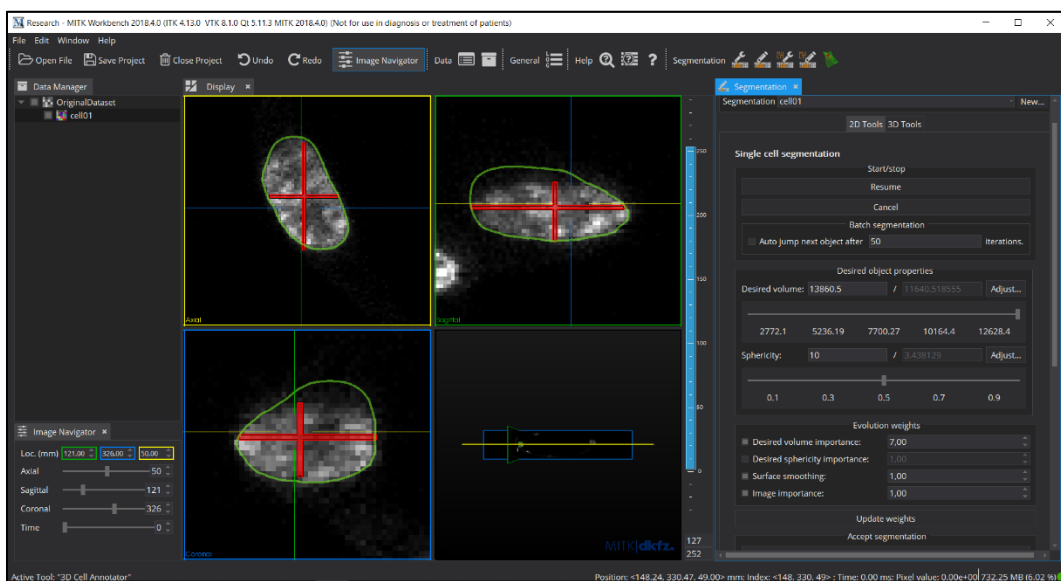 Research - MITK Workbench 2018.4.0 (ITK 4.13.0 VTK 8.1.0 Qt 5.11.3 MITK 2018.4.0) (Not for use in diagnosis or treatment of patients)
File Edit Window Help
Open File Save Project Close Project Undo Redo Image Navigator Data General Help ? Segmentation
Data Manager
OriginalDataset
cell01
Display
Axial
Sagittal
Coronal
MITK|dkfz.
250
200
150
100
50
0
127
252
Segmentation
Segmentation cell01 New...
2D Tools 3D Tools
Single cell segmentation
Start/stop
Resume
Cancel
Batch segmentation
Auto jump next object after 50 iterations.
Desired object properties
Desired volume: 13860.5 / 11640.518555 Adjust...
2772.1 5236.19 7700.27 10164.4 12628.4
Sphericity: 10 / 3.438129 Adjust...
0.1 0.3 0.5 0.7 0.9
Evolution weights
Desired volume importance: 7,00
Desired sphericity importance: 1,00
Surface smoothing: 1,00
Image importance: 1,00
Update weights
Accept segmentation
Image Navigator
Loc. (mm) 121.00 326.00 50.00
Axial 50
Sagittal 121
Coronal 326
Time 0
Active Tool: "3D Cell Annotator"
Position: <148.24, 330.47, 49.00> mm; Index: <148, 330, 49> ; Time: 0.00 ms; Pixel value: 0.00e+00 732.25 MB (6.02 %)